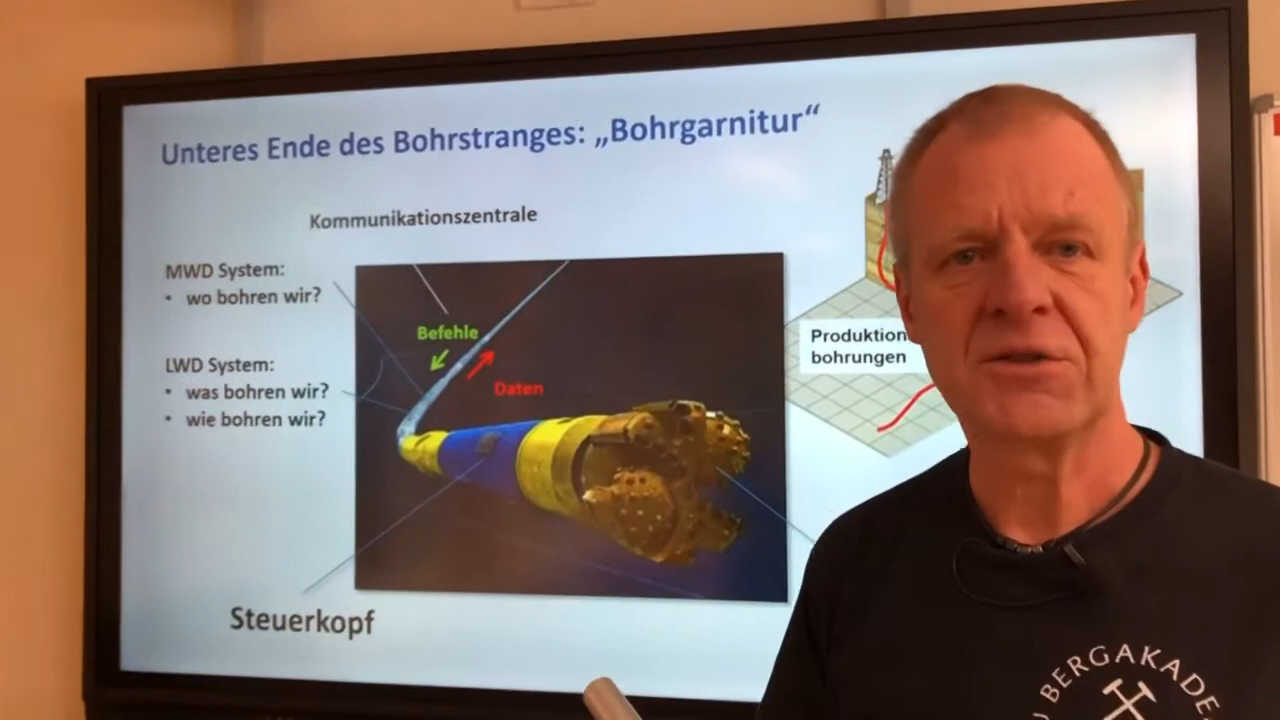 Unteres Ende des Bohrstranges: „Bohrgarnitur“
Kommunikationszentrale
MWD System:
• wo bohren wir?
LWD System:
• was bohren wir?
• wie bohren wir?
Befehle
Daten
Steuerkopf
Produktion
bohrungen
BERGAKADE